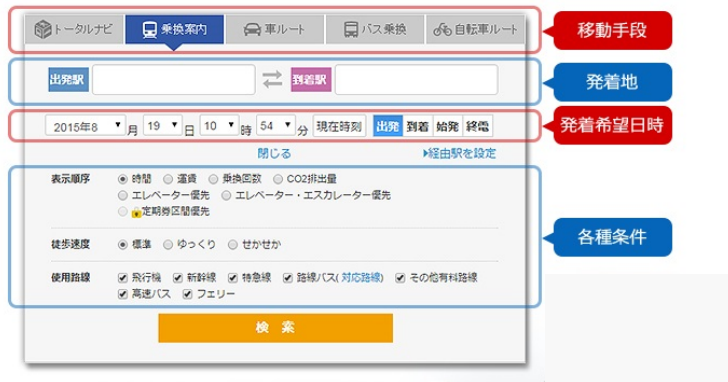 トータルナビ 乗換案内 車ルート バス乗換 自転車ルート 移動手段
出発駅 到着駅 発着地
2015年8 月 19 日 10 時 54 分 現在時刻 出発 到着 始発 終電 発着希望日時
閉じる 経由駅を設定
表示順序 時間 運賃 乗換回数 CO2排出量
エレベーター優先 エレベーター・エスカレーター優先
定期券区間優先
徒歩速度 標準 ゆっくり せかせか 各種条件
使用路線 飛行機 新幹線 特急線 路線バス(対応路線) その他有料路線
高速バス フェリー
検 索